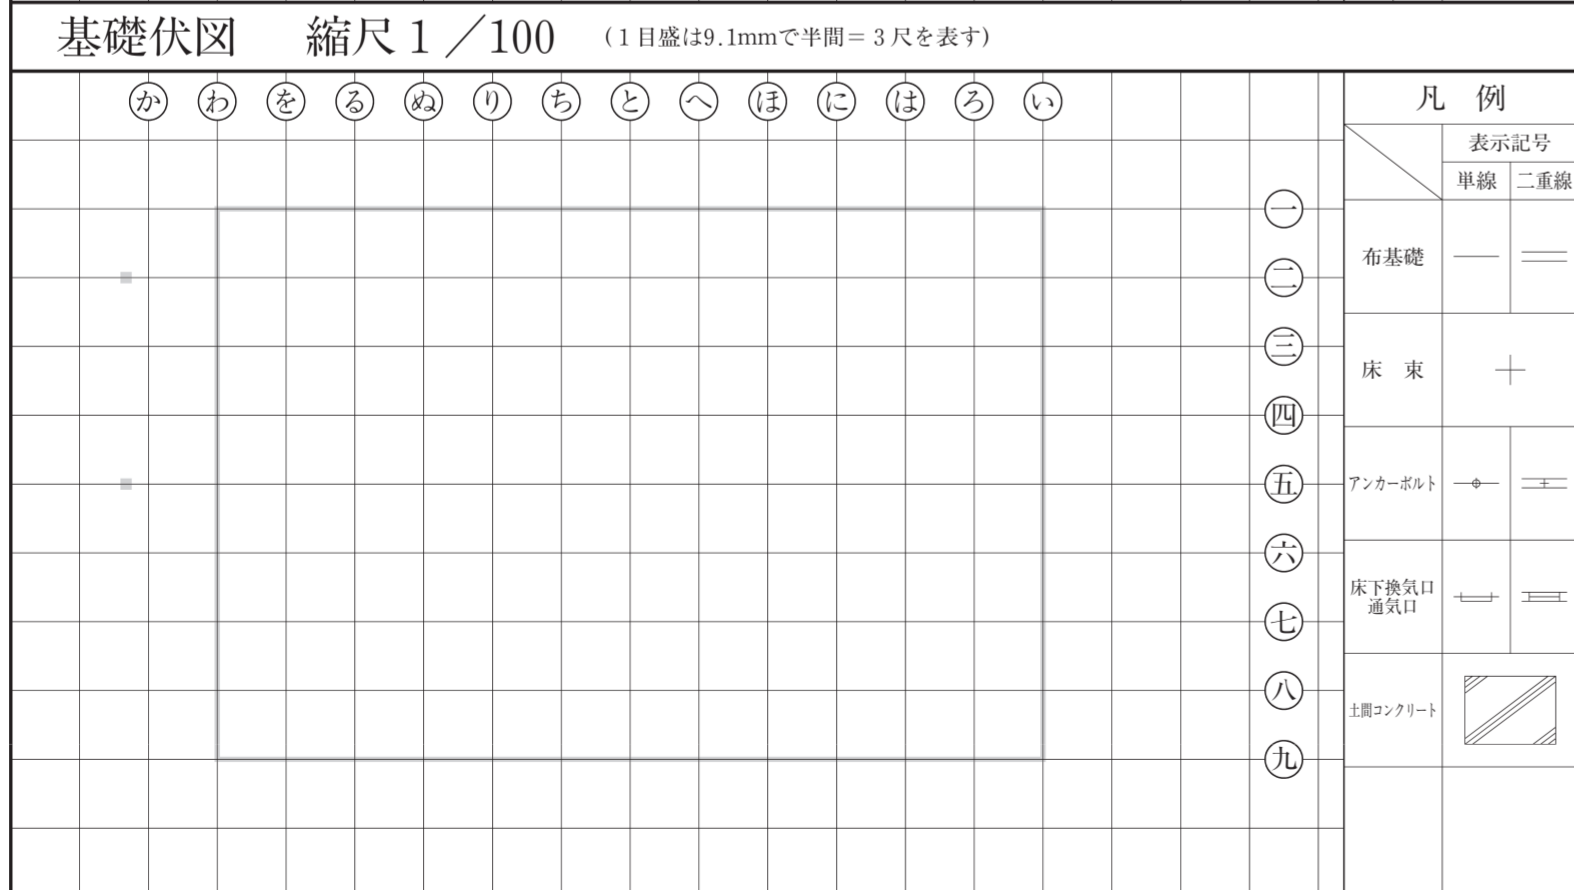 基礎伏図 縮尺1／100 (1目盛は9.1mmで半間＝3尺を表す)
か わ を る ぬ り ち と へ ほ に は ろ い
一
二
三
四
五
六
七
八
九
凡 例
表示記号
単線 二重線
布基礎
床 束
アンカーボルト
床下換気口
通気口
土間コンクリート